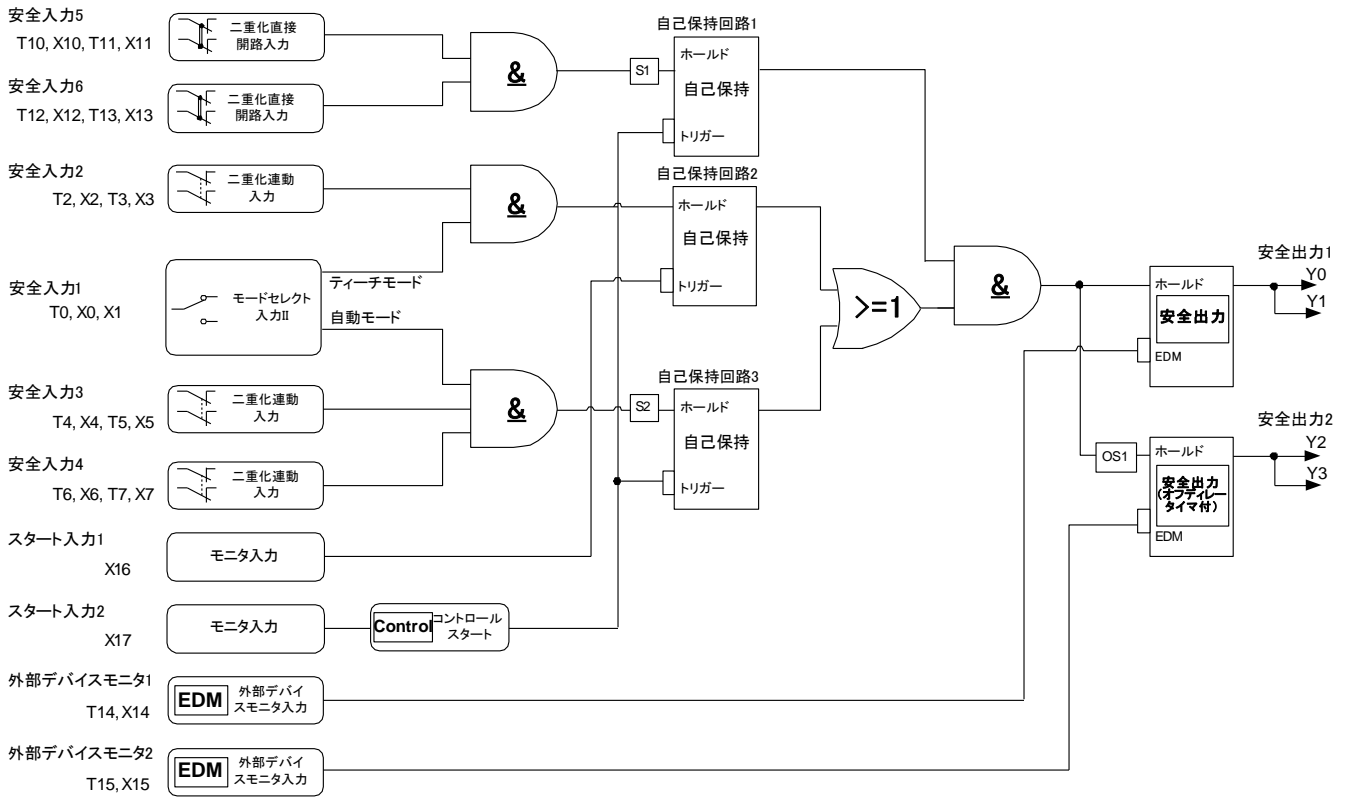 安全入力5
T10, X10, T11, X11
二重化直接
開路入力
安全入力6
T12, X12, T13, X13
二重化直接
開路入力
安全入力2
T2, X2, T3, X3
二重化連動
入力
安全入力1
T0, X0, X1
モードセレクト
入力II
ティーチモード
自動モード
安全入力3
T4, X4, T5, X5
二重化連動
入力
安全入力4
T6, X6, T7, X7
二重化連動
入力
スタート入力1
X16
モニタ入力
スタート入力2
X17
モニタ入力
Control
コントロール
スタート
外部デバイスモニタ1
T14, X14
EDM
外部デバイ
スモニタ入力
外部デバイスモニタ2
T15, X15
EDM
外部デバイ
スモニタ入力
&
&
&
S1
自己保持回路1
ホールド
自己保持
トリガー
自己保持回路2
ホールド
自己保持
トリガー
S2
自己保持回路3
ホールド
自己保持
トリガー
>=1
&
安全出力1
ホールド
安全出力
EDM
Y0
Y1
安全出力2
OS1
ホールド
安全出力
(オフディレー
タイマ付)
EDM
Y2
Y3